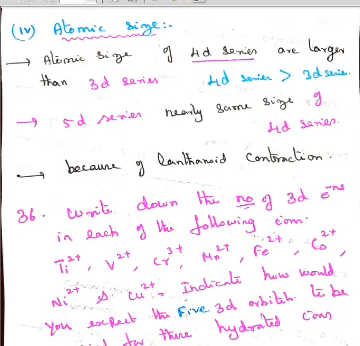 (iv) Atomic size:-
→ Atomic size of 4d series are larger
than 3d series   4d series > 3d series.
→ 5d series nearly same size of
4d series.
→ because of lanthanoid contraction.
36. Write down the no of 3d e⁻ns
in each of the following ions.
Ti²⁺, V²⁺, Cr³⁺, Mn²⁺, Fe²⁺, Co²⁺,
Ni²⁺ & Cu²⁺. Indicate how would
you expect the Five 3d orbitals to be
for these hydrated ions